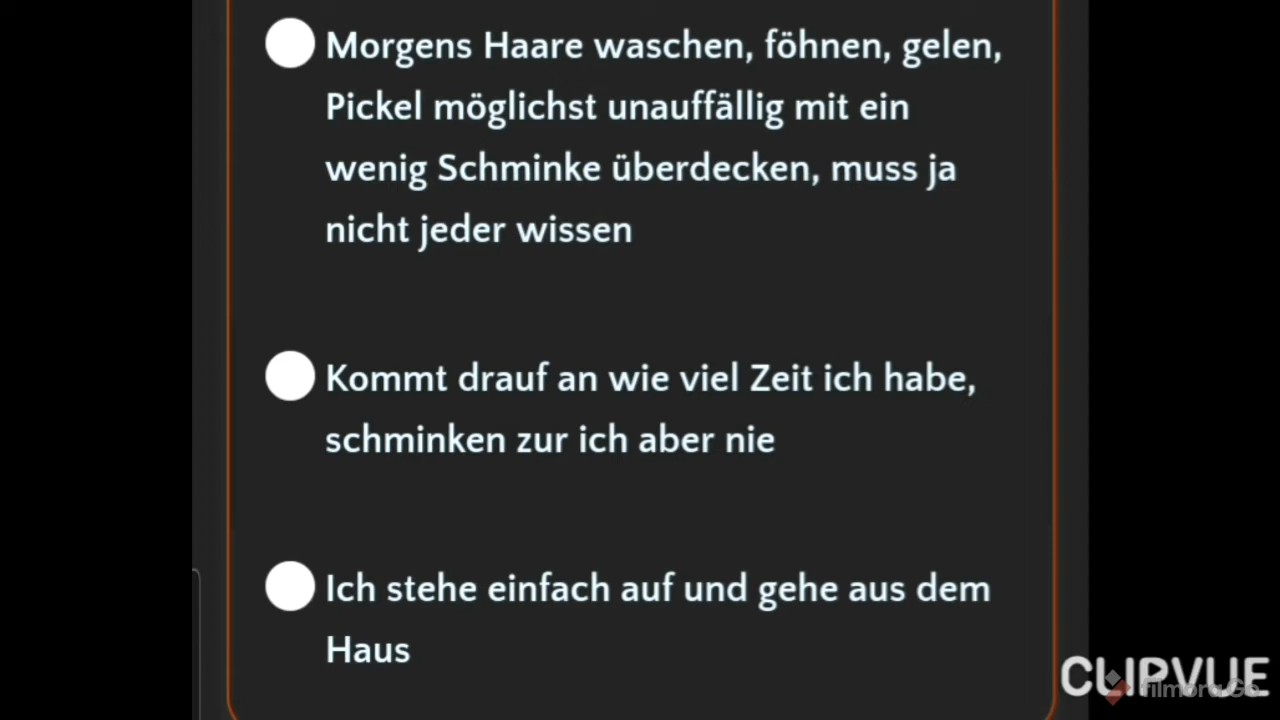 Morgens Haare waschen, föhnen, gelen,
Pickel möglichst unauffällig mit ein
wenig Schminke überdecken, muss ja
nicht jeder wissen
Kommt drauf an wie viel Zeit ich habe,
schminken zur ich aber nie
Ich stehe einfach auf und gehe aus dem
Haus
CLIPVUE
filmora Go